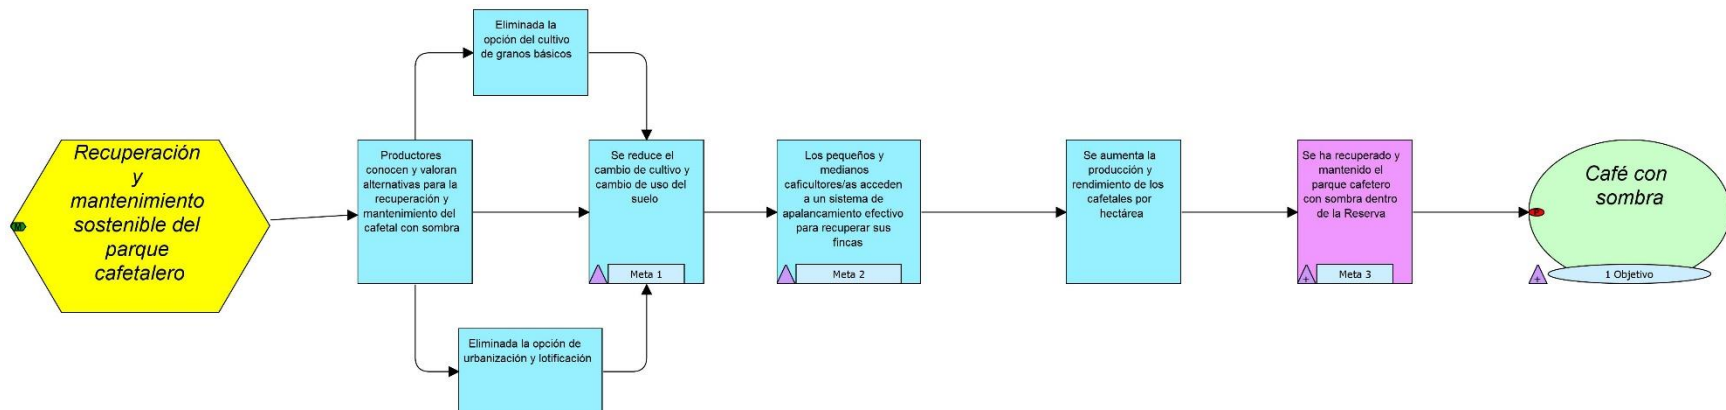 Recuperación
y
mantenimiento
sostenible del
parque
cafetalero
M
Productores
conocen y valoran
alternativas para la
recuperación y
mantenimiento del
cafetal con sombra
Eliminada la
opción del cultivo
de granos básicos
Eliminada la opción de
urbanización y lotificación
Se reduce el
cambio de cultivo y
cambio de uso del
suelo
Meta 1
Los pequeños y
medianos
caficultores/as acceden
a un sistema de
apalancamiento efectivo
para recuperar sus
fincas
Meta 2
Se aumenta la
producción y
rendimiento de los
cafetales por
hectárea
Se ha recuperado y
mantenido el
parque cafetero
con sombra dentro
de la Reserva
+
Meta 3
Café con
sombra
P
+
1 Objetivo